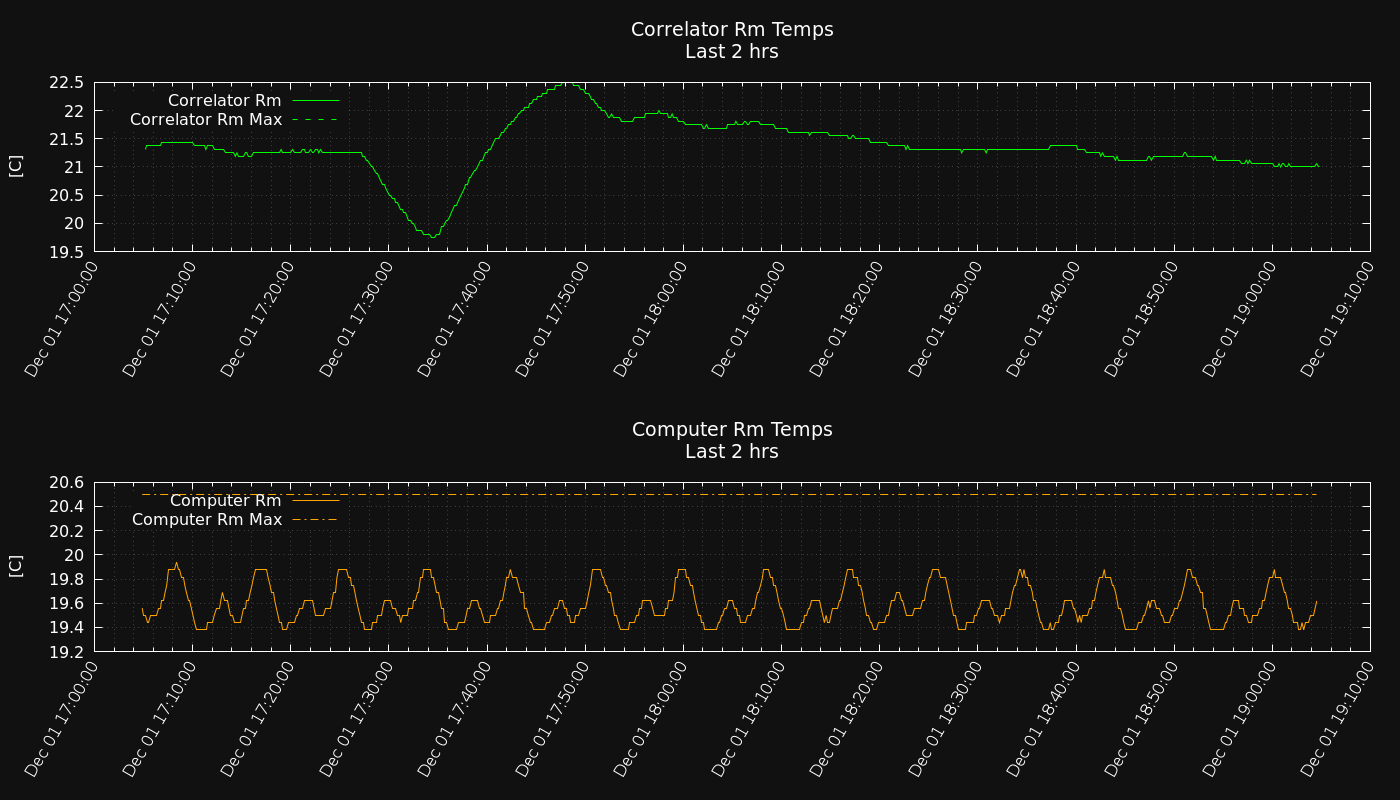 Correlator Rm Temps
Last 2 hrs
22.5
22
21.5
21
20.5
20
19.5
[C]
Correlator Rm
Correlator Rm Max
Dec 01 17:00:00
Dec 01 17:10:00
Dec 01 17:20:00
Dec 01 17:30:00
Dec 01 17:40:00
Dec 01 17:50:00
Dec 01 18:00:00
Dec 01 18:10:00
Dec 01 18:20:00
Dec 01 18:30:00
Dec 01 18:40:00
Dec 01 18:50:00
Dec 01 19:00:00
Dec 01 19:10:00
Computer Rm Temps
Last 2 hrs
20.6
20.4
20.2
20
19.8
19.6
19.4
19.2
[C]
Computer Rm
Computer Rm Max
Dec 01 17:00:00
Dec 01 17:10:00
Dec 01 17:20:00
Dec 01 17:30:00
Dec 01 17:40:00
Dec 01 17:50:00
Dec 01 18:00:00
Dec 01 18:10:00
Dec 01 18:20:00
Dec 01 18:30:00
Dec 01 18:40:00
Dec 01 18:50:00
Dec 01 19:00:00
Dec 01 19:10:00